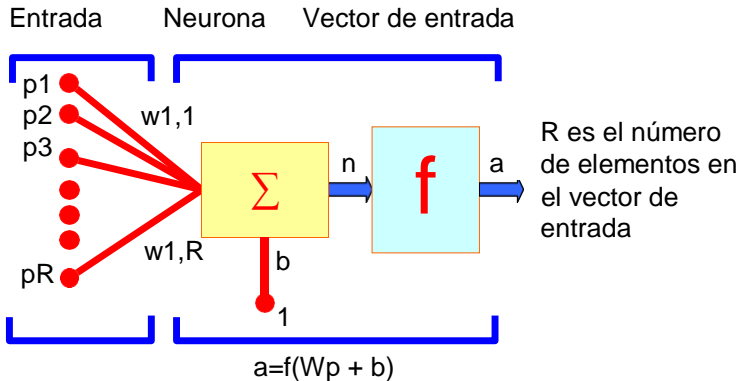 Entrada
Neurona
Vector de entrada
p1
p2
p3
pR
w1,1
w1,R
Σ
b
1
n
f
a
R es el número
de elementos en
el vector de
entrada
a=f(Wp + b)